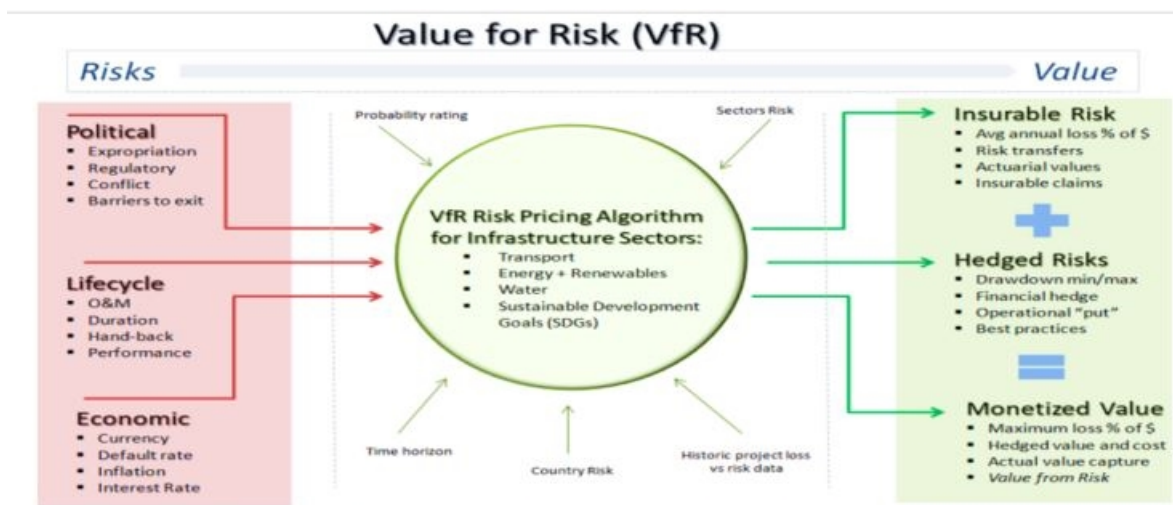 Value for Risk (VfR)
Risks
Value
Political
▪ Expropriation
▪ Regulatory
▪ Conflict
▪ Barriers to exit
Lifecycle
▪ O&M
▪ Duration
▪ Hand-back
▪ Performance
Economic
▪ Currency
▪ Default rate
▪ Inflation
▪ Interest Rate
Probability rating
Sectors Risk
VfR Risk Pricing Algorithm
for Infrastructure Sectors:
▪ Transport
▪ Energy + Renewables
▪ Water
▪ Sustainable Development
Goals (SDGs)
Time horizon
Country Risk
Historic project loss
vs risk data
Insurable Risk
▪ Avg annual loss % of $
▪ Risk transfers
▪ Actuarial values
▪ Insurable claims
Hedged Risks
▪ Drawdown min/max
▪ Financial hedge
▪ Operational "put"
▪ Best practices
Monetized Value
▪ Maximum loss % of $
▪ Hedged value and cost
▪ Actual value capture
▪ Value from Risk